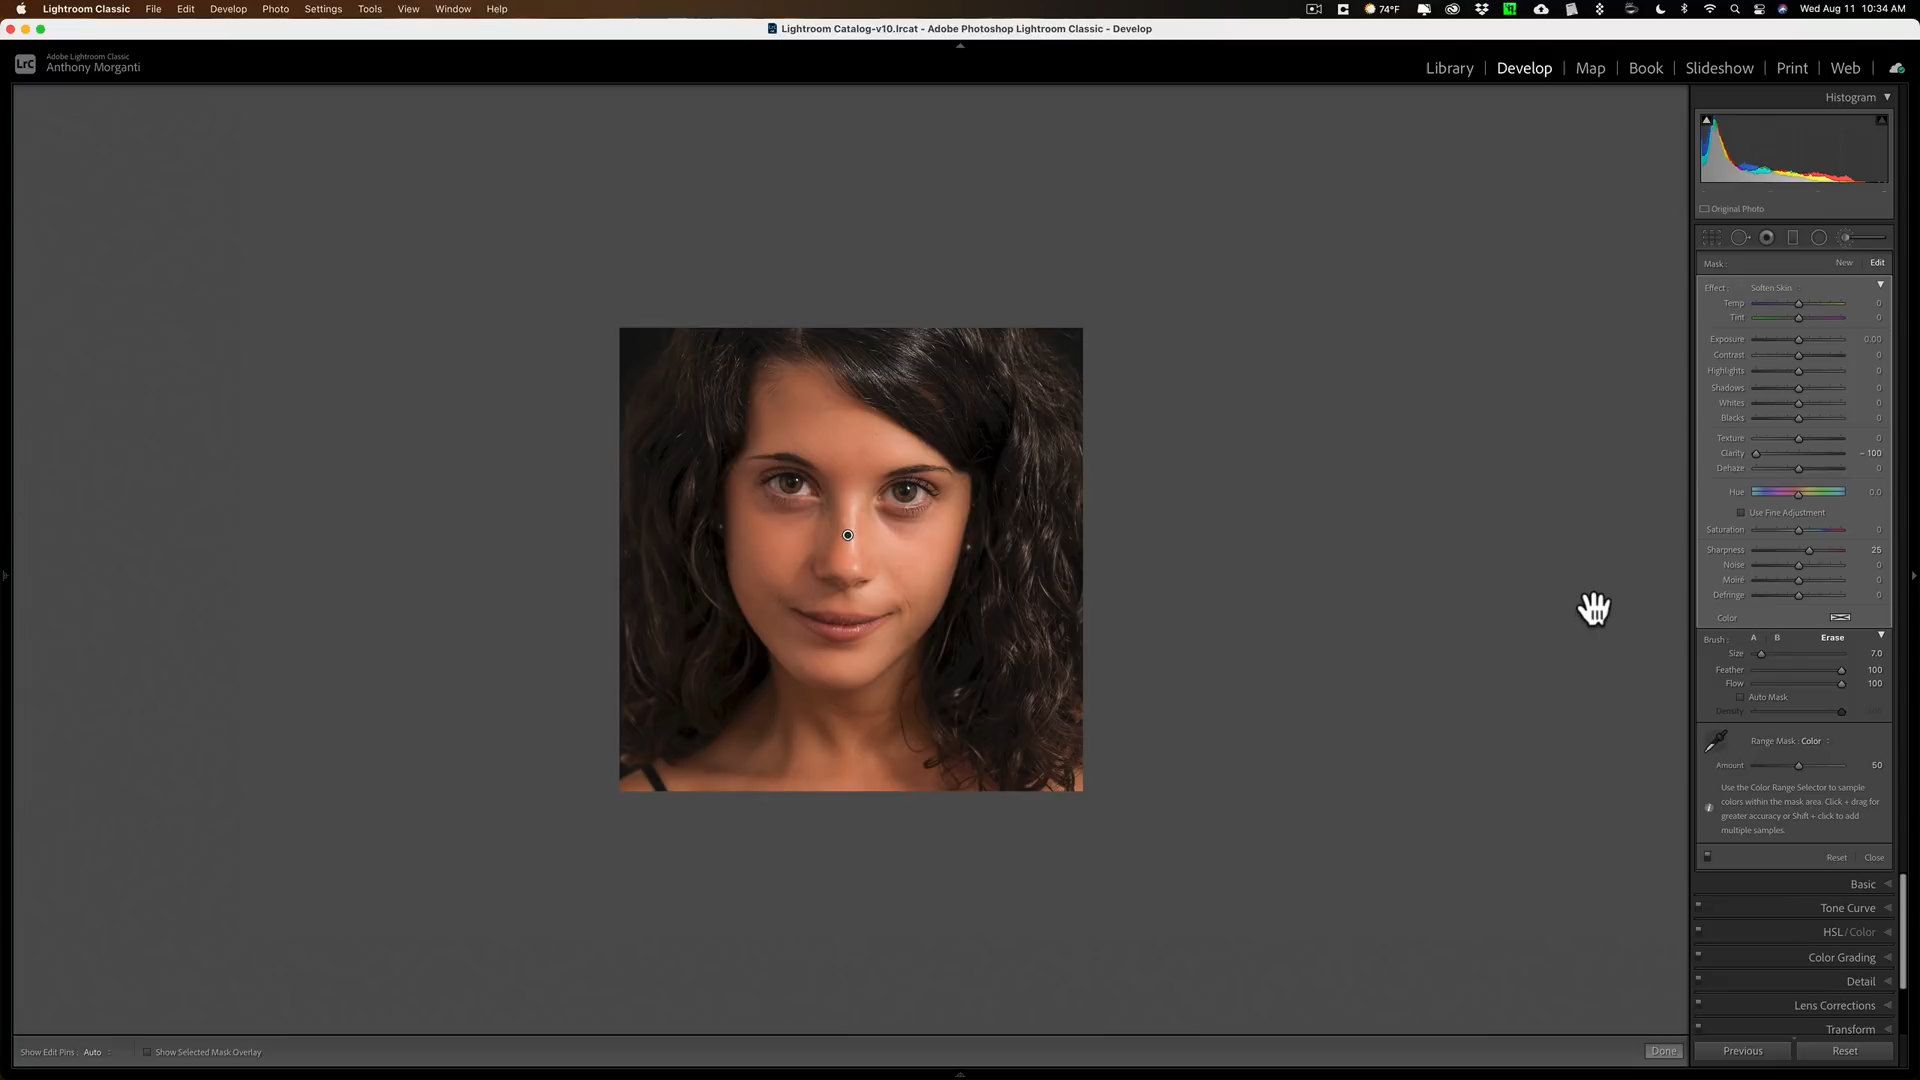 Lightroom Classic File Edit Develop Photo Settings Tools View Window Help 74°F Wed Aug 11 10:34 AM
Lightroom Catalog-v10.lrcat - Adobe Photoshop Lightroom Classic - Develop
LrC Adobe Lightroom Classic
Anthony Morganti
Library | Develop | Map | Book | Slideshow | Print | Web
Histogram
Original Photo
Mask : New Edit
Effect : Soften Skin
Temp 0
Tint 0
Exposure 0.00
Contrast 0
Highlights 0
Shadows 0
Whites 0
Blacks 0
Texture 0
Clarity - 100
Dehaze 0
Hue 0.0
Use Fine Adjustment
Saturation 0
Sharpness 25
Noise 0
Moiré 0
Defringe 0
Color
Brush : A B Erase
Size 7.0
Feather 100
Flow 100
Auto Mask
Density
Range Mask : Color
Amount 50
Use the Color Range Selector to sample
colors within the mask area. Click + drag for
greater accuracy or Shift + click to add
multiple samples.
Reset Close
Basic
Tone Curve
HSL / Color
Color Grading
Detail
Lens Corrections
Transform
Show Edit Pins : Auto Show Selected Mask Overlay Done Previous Reset